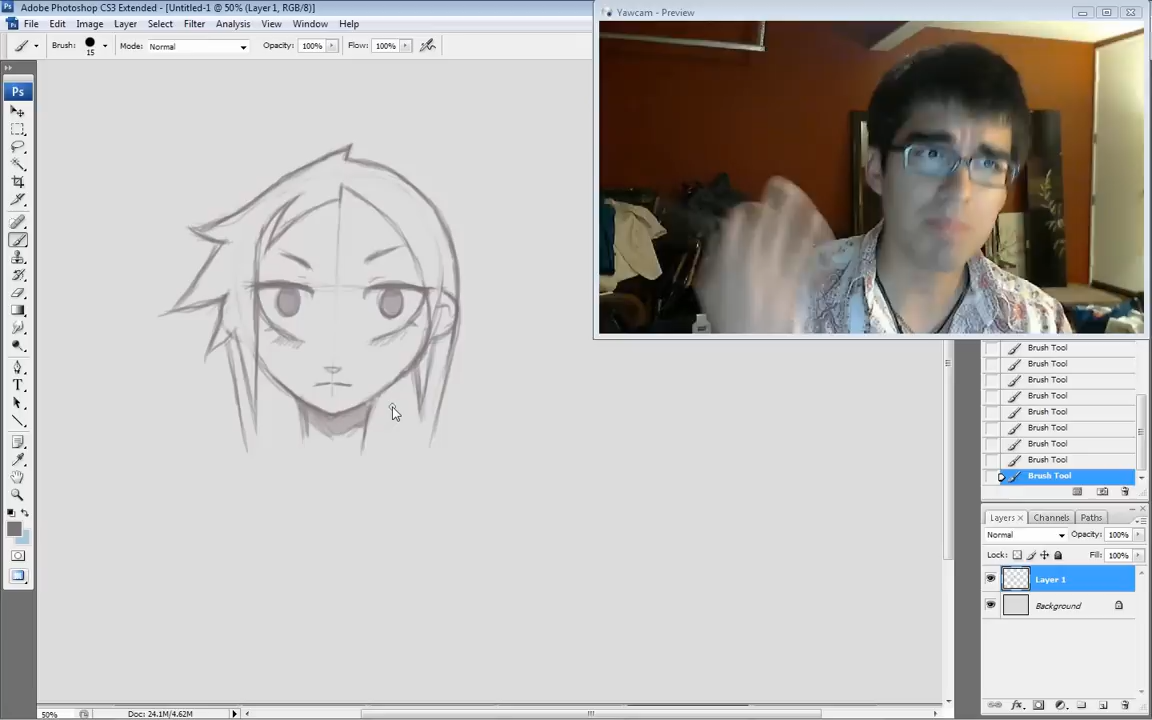 Adobe Photoshop CS3 Extended - [Untitled-1 @ 50% (Layer 1, RGB/8)]
Yawcam - Preview
File Edit Image Layer Select Filter Analysis View Window Help
Brush: 15 Mode: Normal Opacity: 100% Flow: 100%
Ps
T
Brush Tool
Brush Tool
Brush Tool
Brush Tool
Brush Tool
Brush Tool
Brush Tool
Brush Tool
Brush Tool
Layers x Channels Paths
Normal Opacity: 100%
Lock: Fill: 100%
Layer 1
Background
50% Doc: 24.1M/4.62M